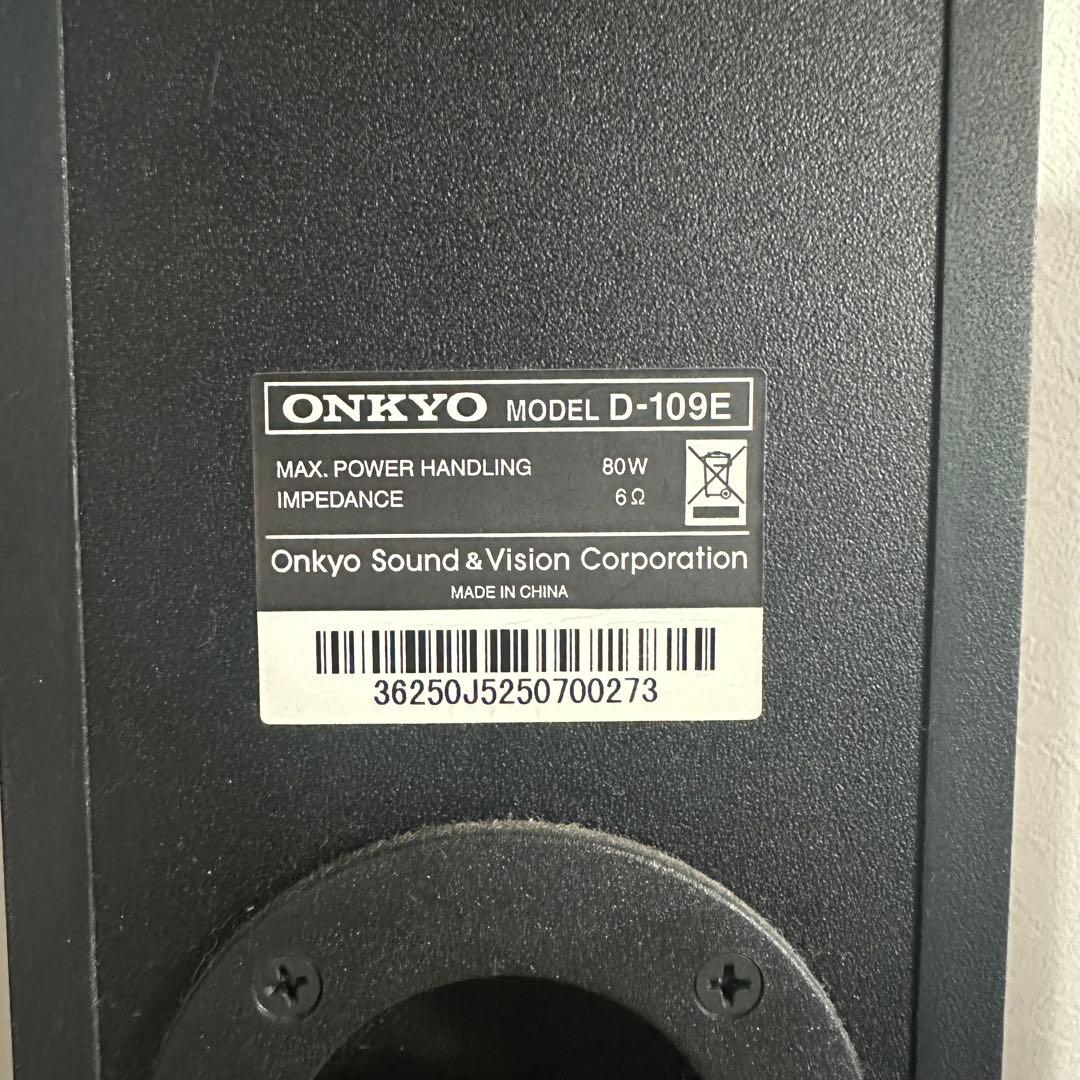 ONKYO MODEL D-109E
MAX. POWER HANDLING 80W
IMPEDANCE 6Ω
Onkyo Sound & Vision Corporation
MADE IN CHINA
36250J5250700273